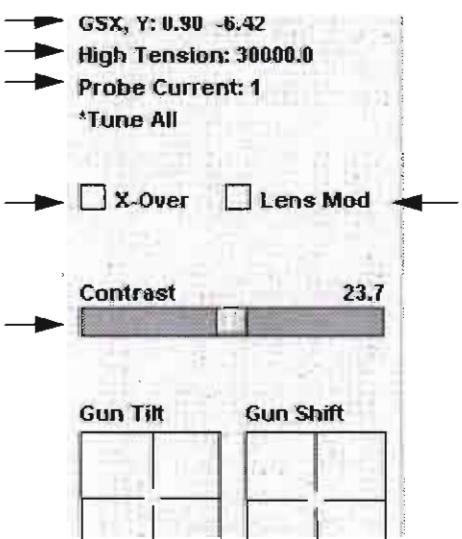 GSX, Y: 0.90 -6.42
High Tension: 30000.0
Probe Current: 1
*Tune All
X-Over Lens Mod
Contrast 23.7
Gun Tilt Gun Shift